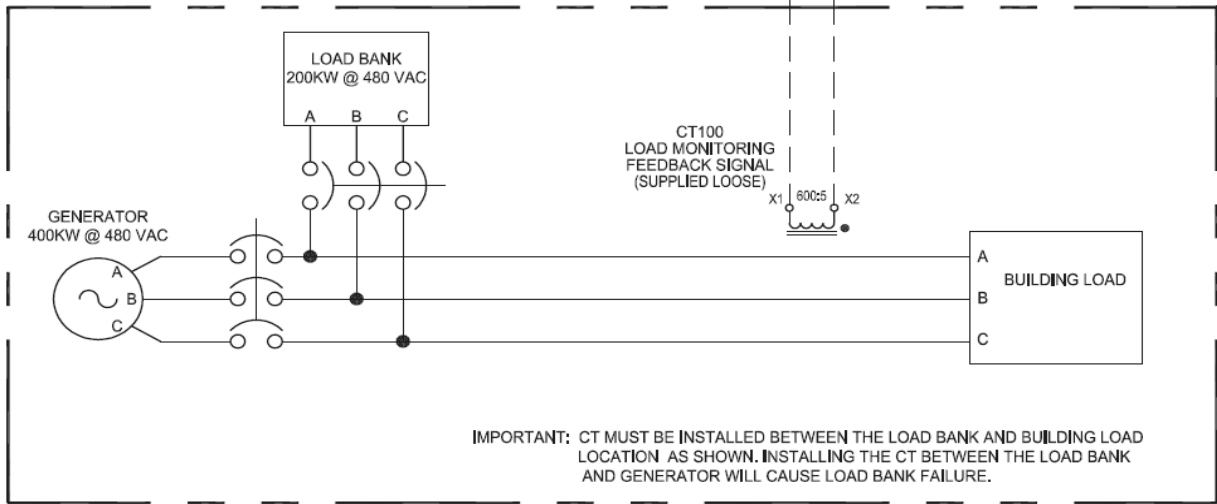 LOAD BANK
200KW @ 480 VAC
A B C
CT100
LOAD MONITORING
FEEDBACK SIGNAL
(SUPPLIED LOOSE)
X1 600:5 X2
GENERATOR
400KW @ 480 VAC
A
B
C
A
BUILDING LOAD
B
C
IMPORTANT: CT MUST BE INSTALLED BETWEEN THE LOAD BANK AND BUILDING LOAD
LOCATION AS SHOWN. INSTALLING THE CT BETWEEN THE LOAD BANK
AND GENERATOR WILL CAUSE LOAD BANK FAILURE.